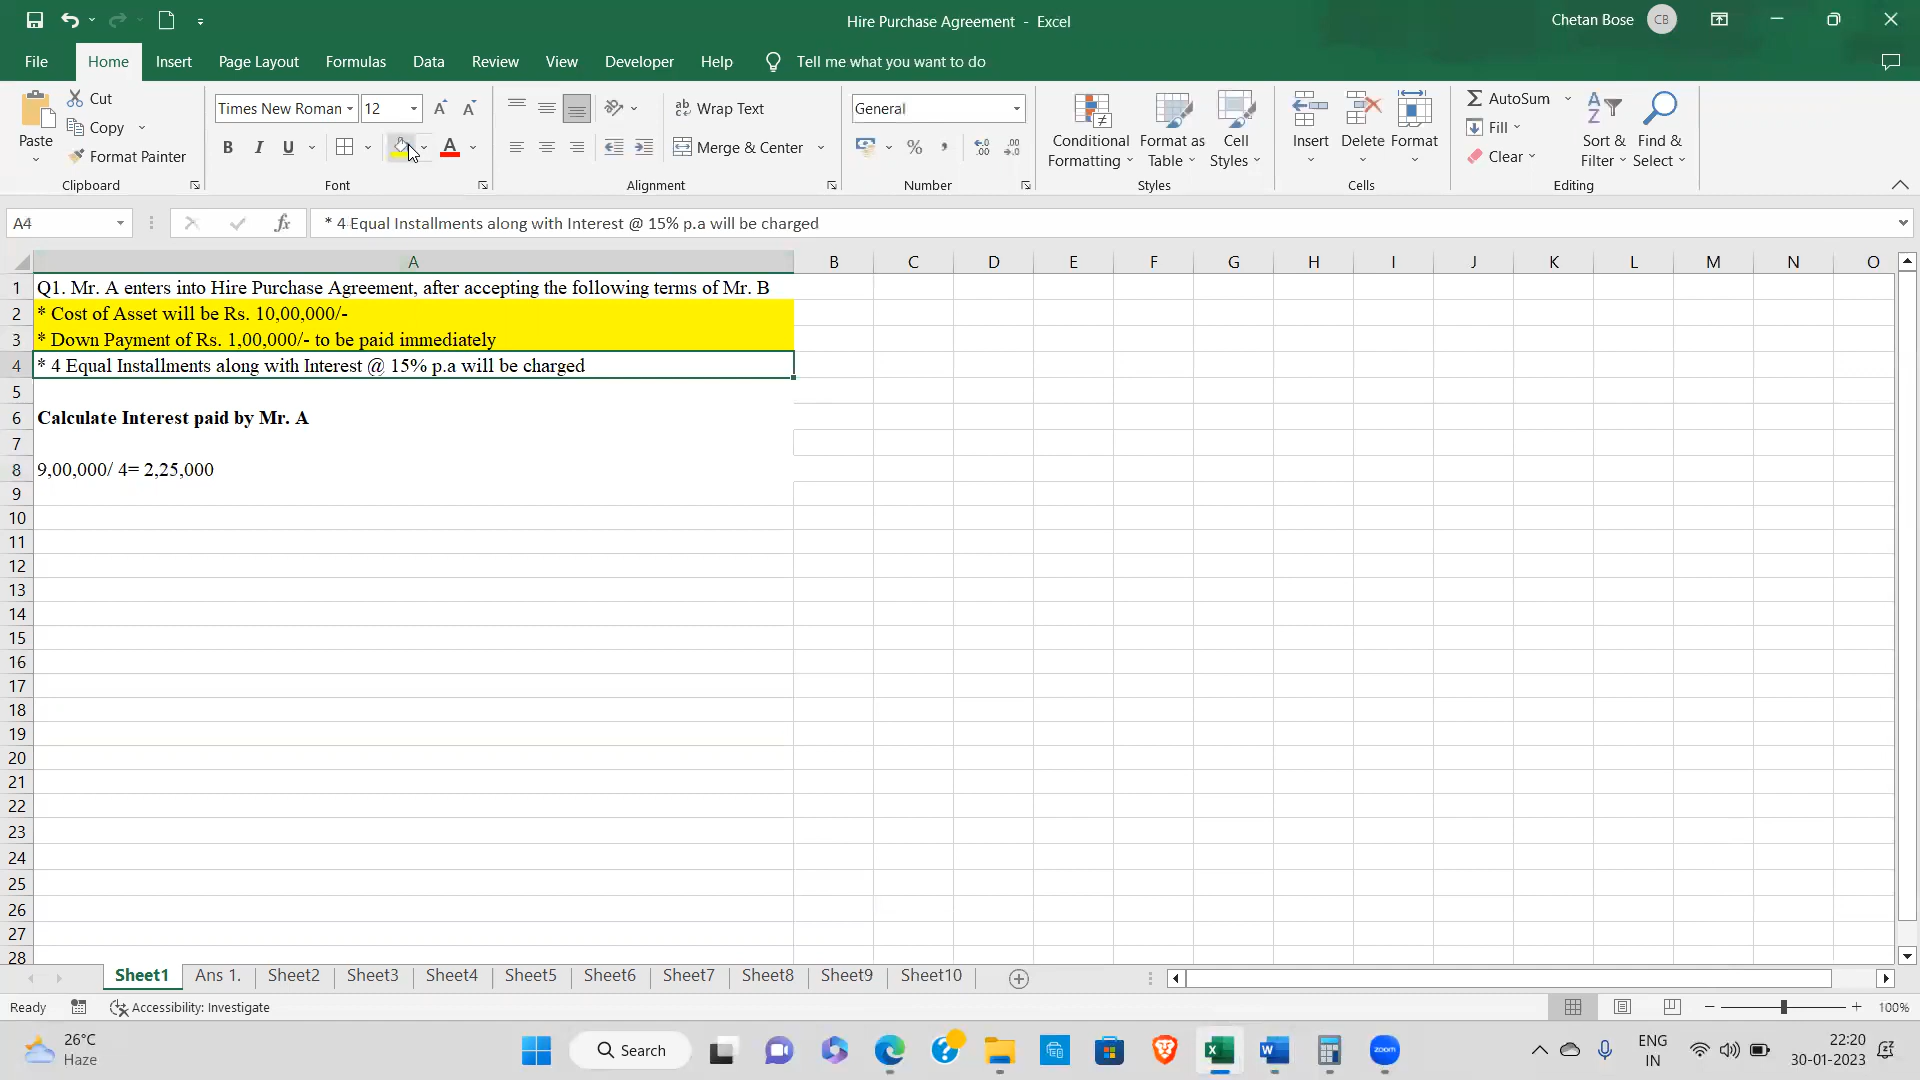 Hire Purchase Agreement - Excel
Chetan Bose CB
File Home Insert Page Layout Formulas Data Review View Developer Help Tell me what you want to do
Paste
Cut
Copy
Format Painter
Clipboard
Times New Roman 12
B I U
Font
Wrap Text
Merge & Center
Alignment
General
Number
Conditional Formatting
Format as Table
Cell Styles
Styles
Insert
Delete
Format
Cells
AutoSum
Fill
Clear
Sort & Filter
Find & Select
Editing
A4 fx * 4 Equal Installments along with Interest @ 15% p.a will be charged
A B C D E F G H I J K L M N O
1 Q1. Mr. A enters into Hire Purchase Agreement, after accepting the following terms of Mr. B
2 * Cost of Asset will be Rs. 10,00,000/-
3 * Down Payment of Rs. 1,00,000/- to be paid immediately
4 * 4 Equal Installments along with Interest @ 15% p.a will be charged
5
6 Calculate Interest paid by Mr. A
7
8 9,00,000/ 4= 2,25,000
9
10
11
12
13
14
15
16
17
18
19
20
21
22
23
24
25
26
27
28
Sheet1 Ans 1. Sheet2 Sheet3 Sheet4 Sheet5 Sheet6 Sheet7 Sheet8 Sheet9 Sheet10
Ready Accessibility: Investigate 100%
26°C
Haze
Search
zoom
ENG
IN
22:20
30-01-2023